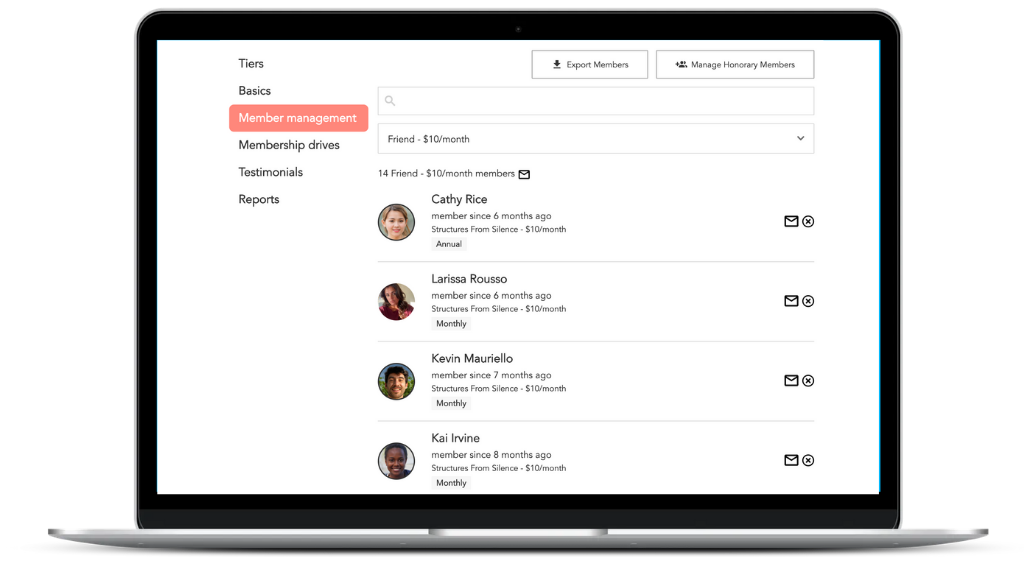 Tiers
Basics
Member management
Membership drives
Testimonials
Reports
Export Members
Manage Honorary Members
Friend - $10/month
14 Friend - $10/month members
Cathy Rice
member since 6 months ago
Structures From Silence - $10/month
Annual
Larissa Rousso
member since 6 months ago
Structures From Silence - $10/month
Monthly
Kevin Mauriello
member since 7 months ago
Structures From Silence - $10/month
Monthly
Kai Irvine
member since 8 months ago
Structures From Silence - $10/month
Monthly